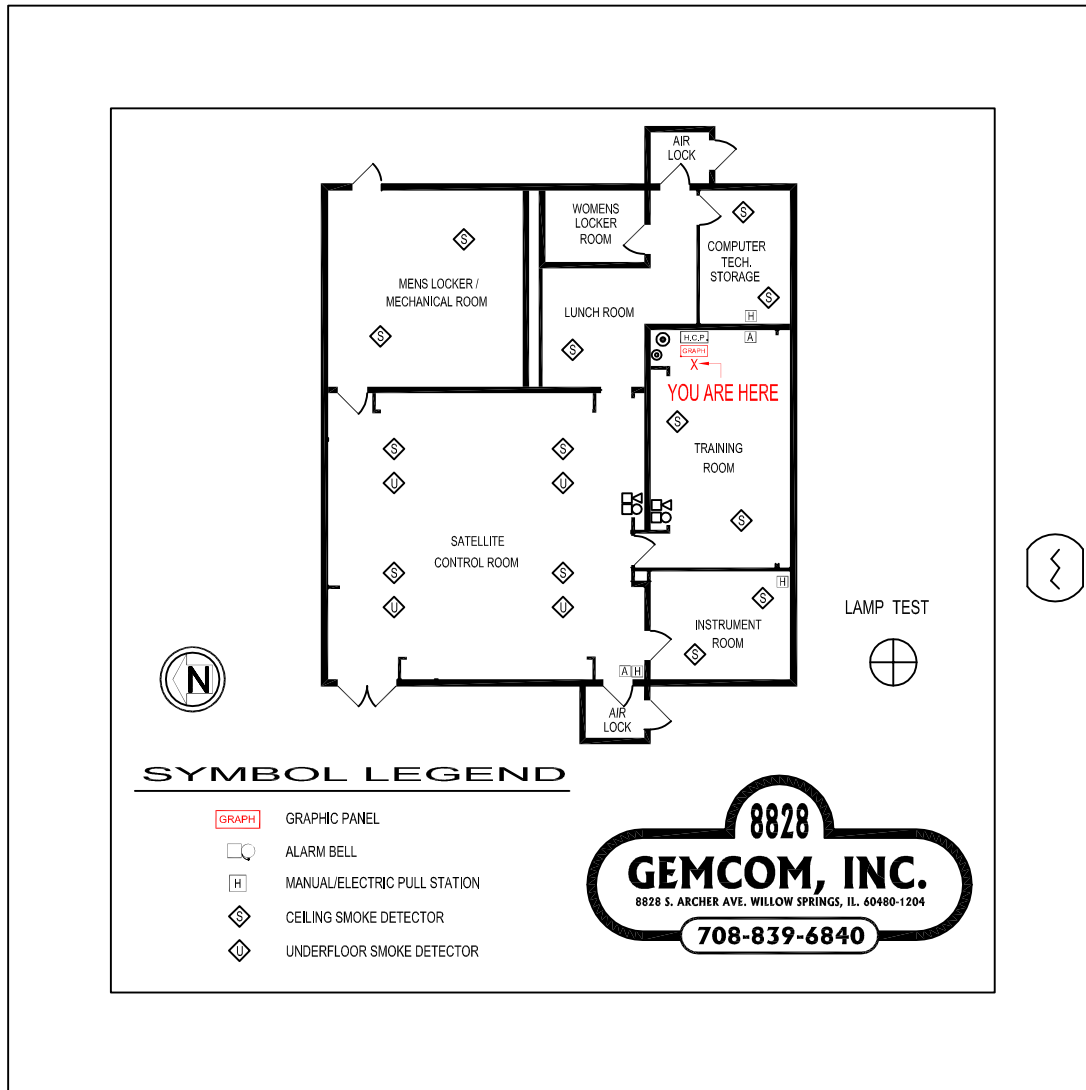 AIR
LOCK
WOMENS
LOCKER
ROOM
S
S
COMPUTER
TECH.
STORAGE
MENS LOCKER /
MECHANICAL ROOM
S
LUNCH ROOM
H
S
S
H.C.P.
A
GRAPH
X
YOU ARE HERE
S
TRAINING
ROOM
S
S
U
U
S
SATELLITE
CONTROL ROOM
S
S
H
U
U
S
INSTRUMENT
ROOM
S
A H
LAMP TEST
N
AIR
LOCK
SYMBOL LEGEND
GRAPH GRAPHIC PANEL
ALARM BELL
H MANUAL/ELECTRIC PULL STATION
S CEILING SMOKE DETECTOR
U UNDERFLOOR SMOKE DETECTOR
8828
GEMCOM, INC.
8828 S. ARCHER AVE. WILLOW SPRINGS, IL. 60480-1204
708-839-6840